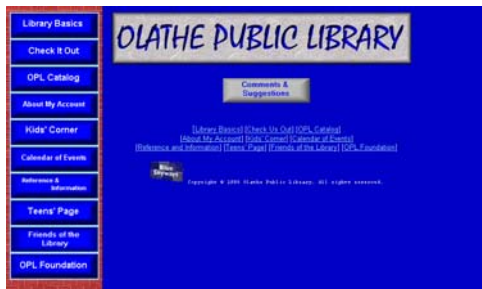 Library Basics
Check It Out
OPL Catalog
About My Account
Kids' Corner
Calendar of Events
Reference &
Information
Teens' Page
Friends of the
Library
OPL Foundation
OLATHE PUBLIC LIBRARY
Comments &
Suggestions
[Library Basics] [Check Us Out] [OPL Catalog]
[About My Account] [Kids' Corner] [Calendar of Events]
[Reference and Information] [Teens' Page] [Friends of the Library] [OPL Foundation]
Blue
Skyways
Copyright © Olathe Public Library. All rights reserved.